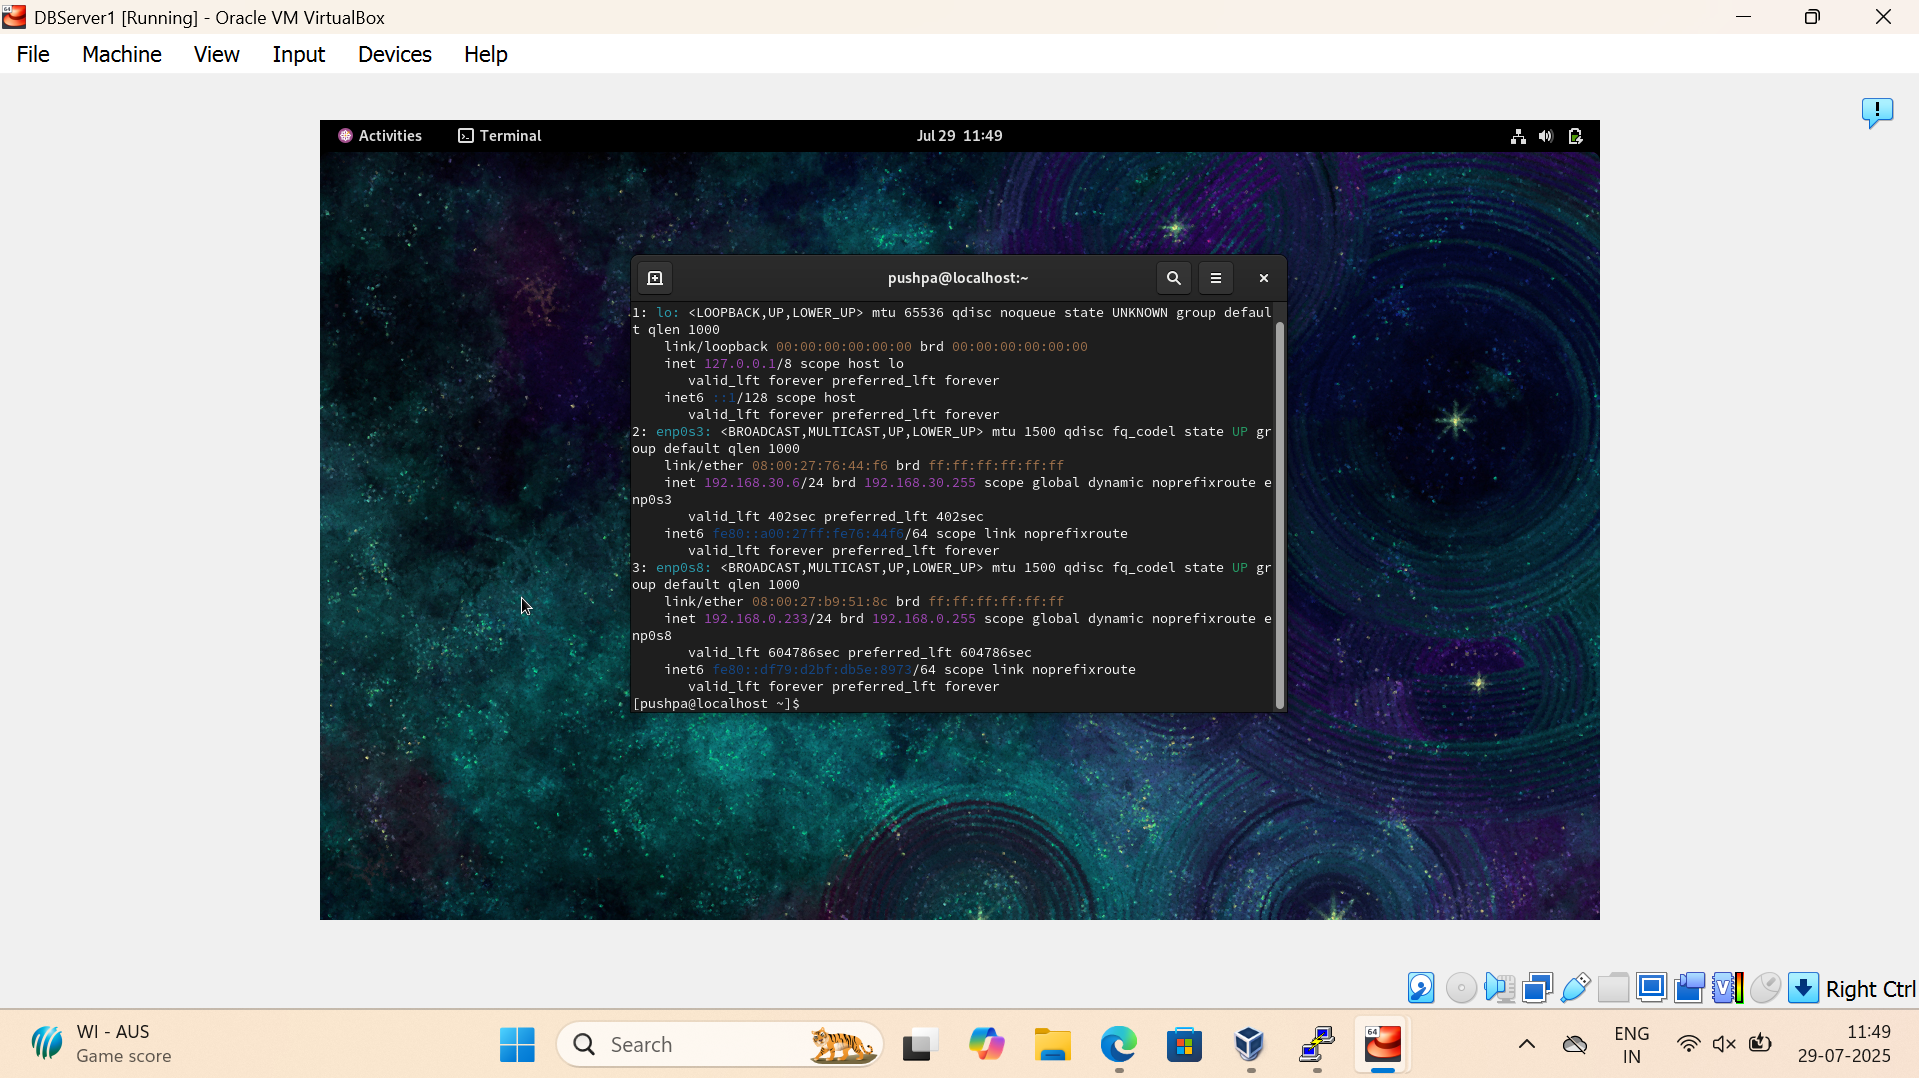 DBServer1 [Running] - Oracle VM VirtualBox
File Machine View Input Devices Help
Activities Terminal Jul 29 11:49
pushpa@localhost:~
1: lo: <LOOPBACK,UP,LOWER_UP> mtu 65536 qdisc noqueue state UNKNOWN group defaul
t qlen 1000
link/loopback 00:00:00:00:00:00 brd 00:00:00:00:00:00
inet 127.0.0.1/8 scope host lo
valid_lft forever preferred_lft forever
inet6 ::1/128 scope host
valid_lft forever preferred_lft forever
2: enp0s3: <BROADCAST,MULTICAST,UP,LOWER_UP> mtu 1500 qdisc fq_codel state UP gr
oup default qlen 1000
link/ether 08:00:27:76:44:f6 brd ff:ff:ff:ff:ff:ff
inet 192.168.30.6/24 brd 192.168.30.255 scope global dynamic noprefixroute e
np0s3
valid_lft 402sec preferred_lft 402sec
inet6 fe80::a00:27ff:fe76:44f6/64 scope link noprefixroute
valid_lft forever preferred_lft forever
3: enp0s8: <BROADCAST,MULTICAST,UP,LOWER_UP> mtu 1500 qdisc fq_codel state UP gr
oup default qlen 1000
link/ether 08:00:27:b9:51:8c brd ff:ff:ff:ff:ff:ff
inet 192.168.0.233/24 brd 192.168.0.255 scope global dynamic noprefixroute e
np0s8
valid_lft 604786sec preferred_lft 604786sec
inet6 fe80::df79:d2bf:db5e:8973/64 scope link noprefixroute
valid_lft forever preferred_lft forever
[pushpa@localhost ~]$
Right Ctrl
WI - AUS
Game score
Search
64
ENG
IN
11:49
29-07-2025